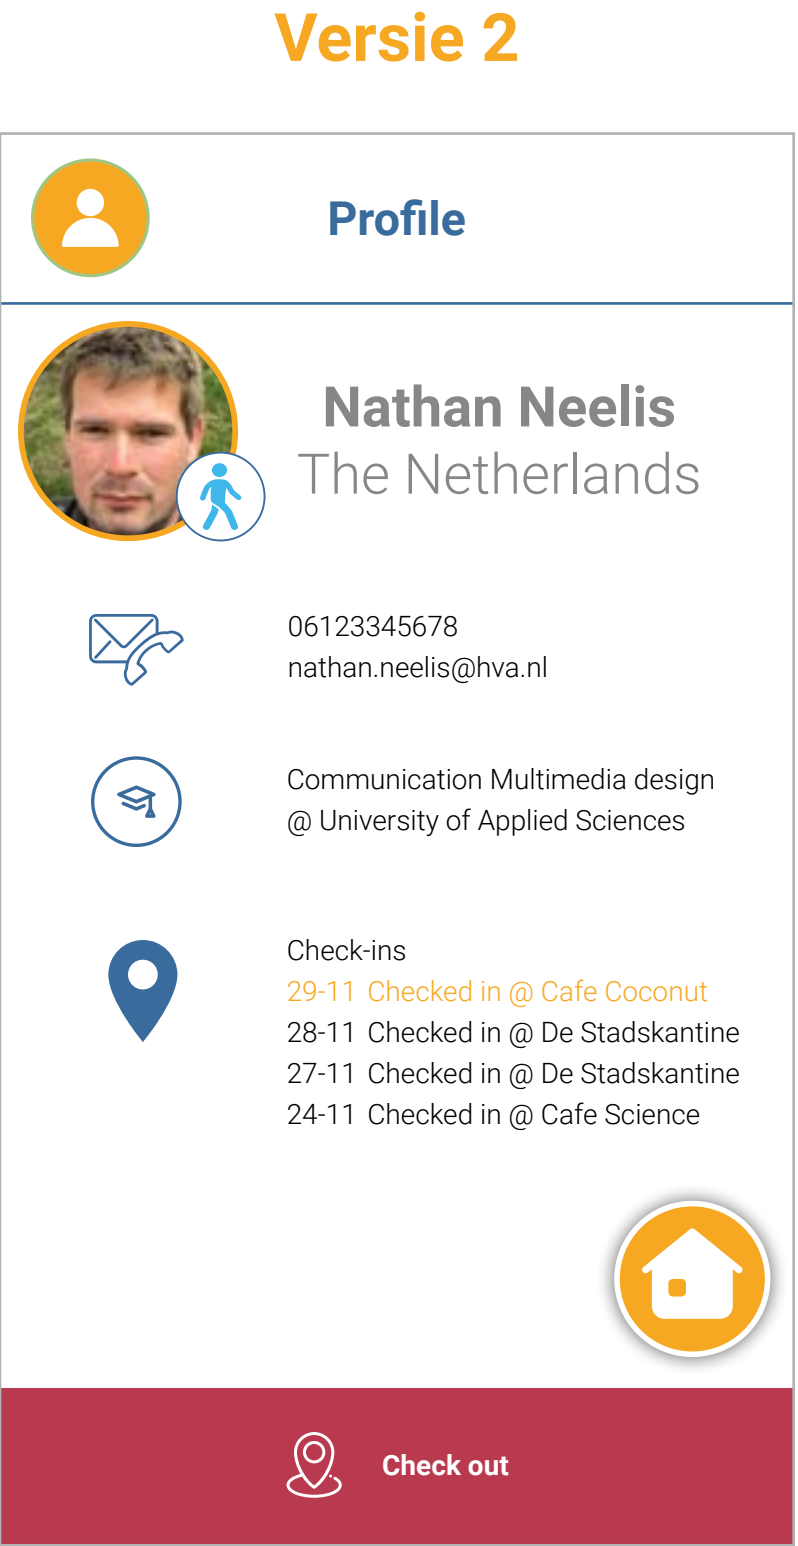 Versie 2
Profile
Nathan Neelis
The Netherlands
06123345678
nathan.neelis@hva.nl
Communication Multimedia design
@ University of Applied Sciences
Check-ins
29-11 Checked in @ Cafe Coconut
28-11 Checked in @ De Stadskantine
27-11 Checked in @ De Stadskantine
24-11 Checked in @ Cafe Science
Check out